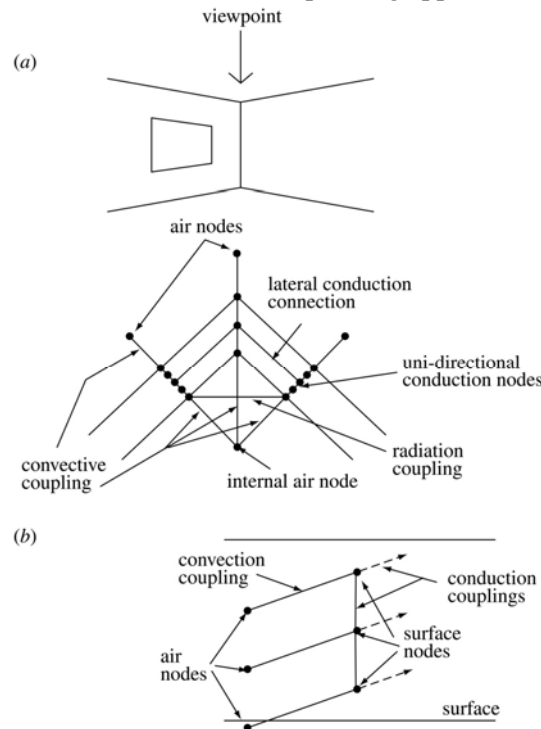 viewpoint
(a)
air nodes
lateral conduction
connection
uni-directional
conduction nodes
convective
coupling
radiation
coupling
internal air node
(b)
convection
coupling
conduction
couplings
air
nodes
surface
nodes
surface